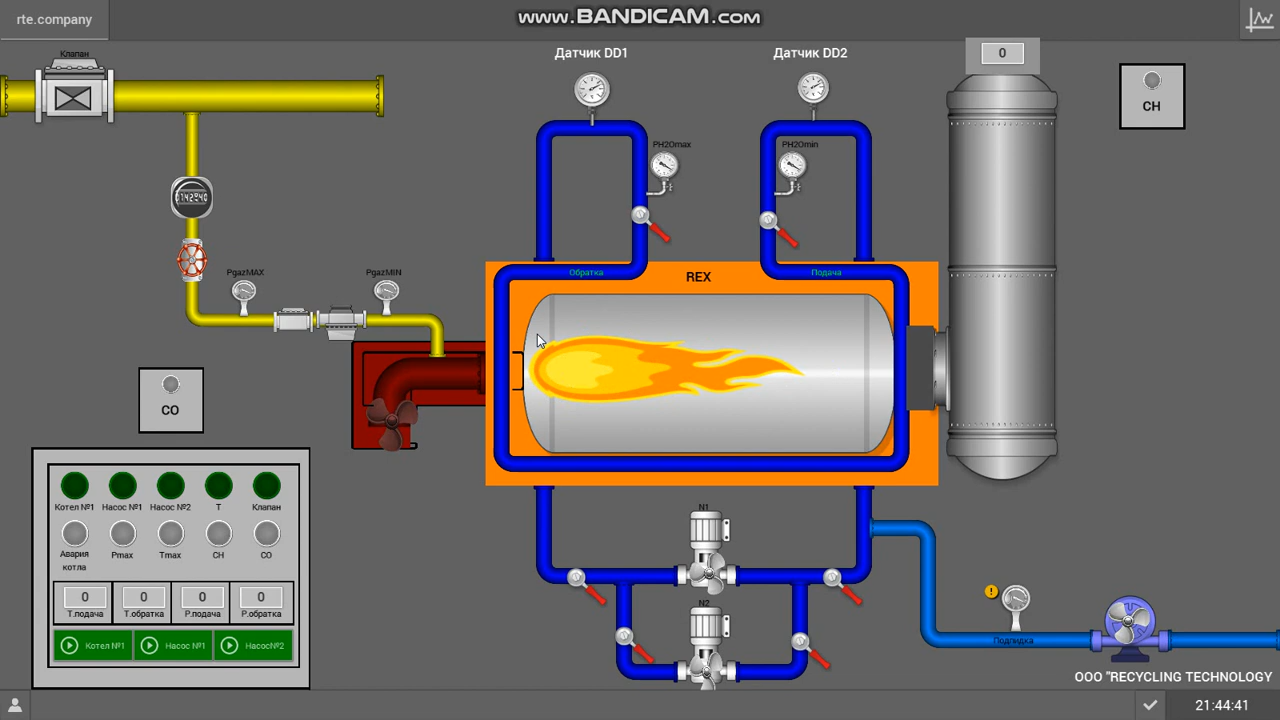 rte.company
www.BANDICAM.com
Клапан
Датчик DD1
Датчик DD2
0
CH
PH2Omax
PH2Omin
PgazMAX
PgazMIN
Обратка
REX
Подача
CO
Котел №1
Насос №1
Насос №2
T
Клапан
Авария котла
Pmax
Tmax
CH
CO
0
0
0
0
Т.подача
Т.обратка
Р.подача
Р.обратка
Котел №1
Насос №1
Насос№2
N1
N2
!
Подпидка
ООО "RECYCLING TECHNOLOGY
21:44:41